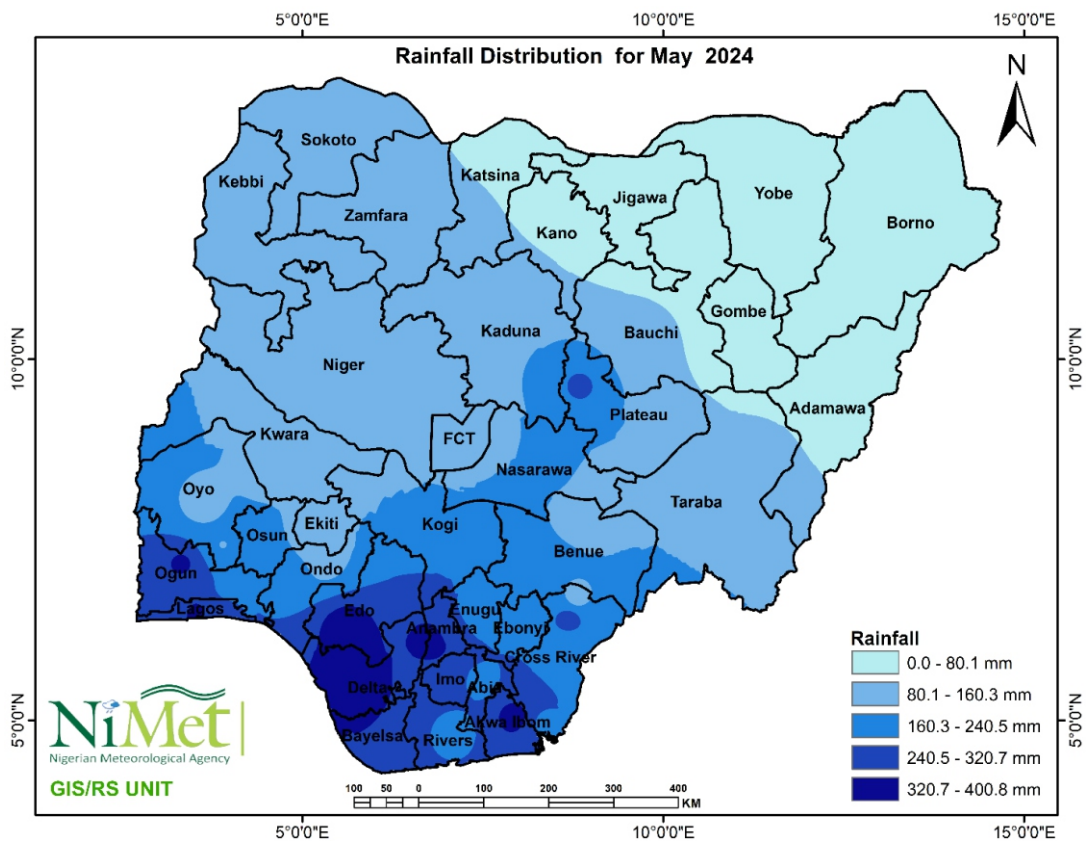 5°0'0"E
10°0'0"E
15°0'0"E
Rainfall Distribution for May 2024
N
Sokoto
Kebbi
Katsina
Zamfara
Jigawa
Yobe
Kano
Borno
Gombe
Kaduna
Bauchi
Niger
10°0'0"N
10°0'0"N
Adamawa
Plateau
Kwara
FCT
Nasarawa
Oyo
Taraba
Ekiti
Kogi
Osun
Benue
Ondo
Ogun
Lagos
Edo
Enugu
Anambra
Ebonyi
Cross River
Imo
Abia
Delta
Akwa Ibom
Bayelsa
Rivers
5°0'0"N
5°0'0"N
Rainfall
0.0 - 80.1 mm
80.1 - 160.3 mm
160.3 - 240.5 mm
240.5 - 320.7 mm
320.7 - 400.8 mm
NiMet
Nigerian Meteorological Agency
GIS/RS UNIT
100 50 0 100 200 300 400
KM
5°0'0"E
10°0'0"E
15°0'0"E